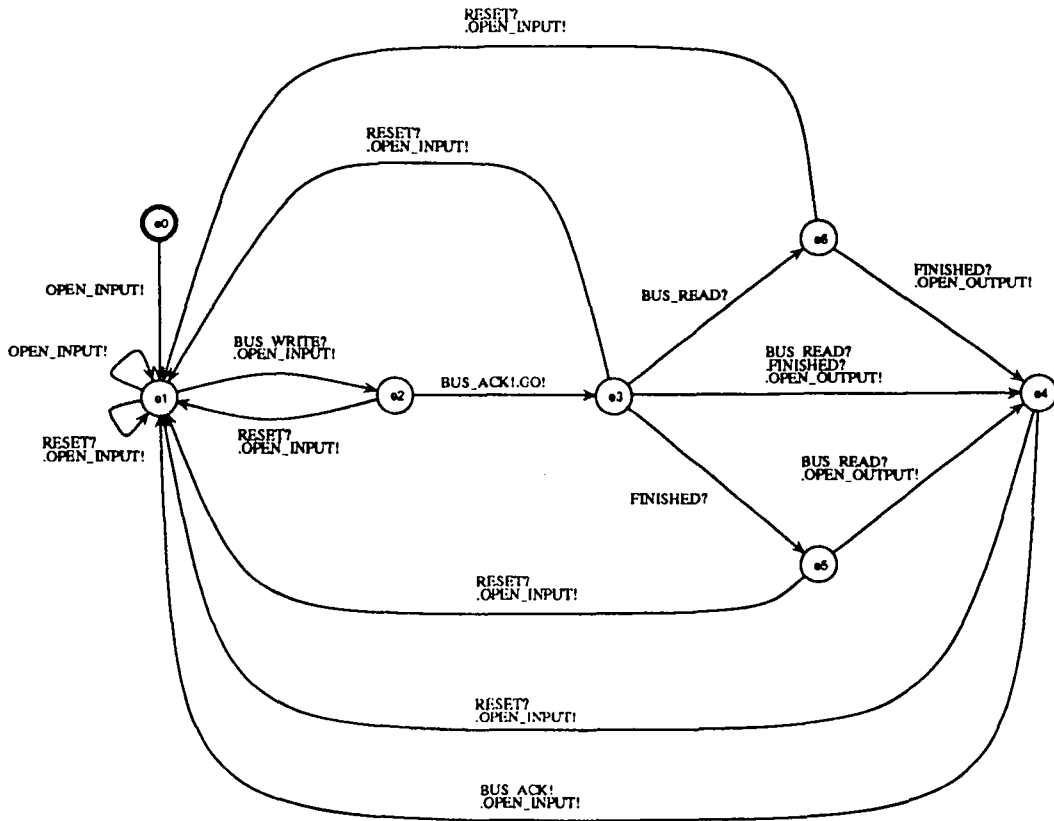 RESET?
.OPEN_INPUT!
RESET?
.OPEN_INPUT!
e0
e6
OPEN_INPUT!
BUS_READ?
FINISHED?
.OPEN_OUTPUT!
OPEN_INPUT!
BUS_WRITE?
.OPEN_INPUT!
BUS_READ?
.FINISHED?
.OPEN_OUTPUT!
e1
e2
BUS_ACK!.GO!
e3
e4
RESET?
.OPEN_INPUT!
RESET?
.OPEN_INPUT!
BUS_READ?
.OPEN_OUTPUT!
FINISHED?
e5
RESET?
.OPEN_INPUT!
RESET?
.OPEN_INPUT!
BUS_ACK!
.OPEN_INPUT!